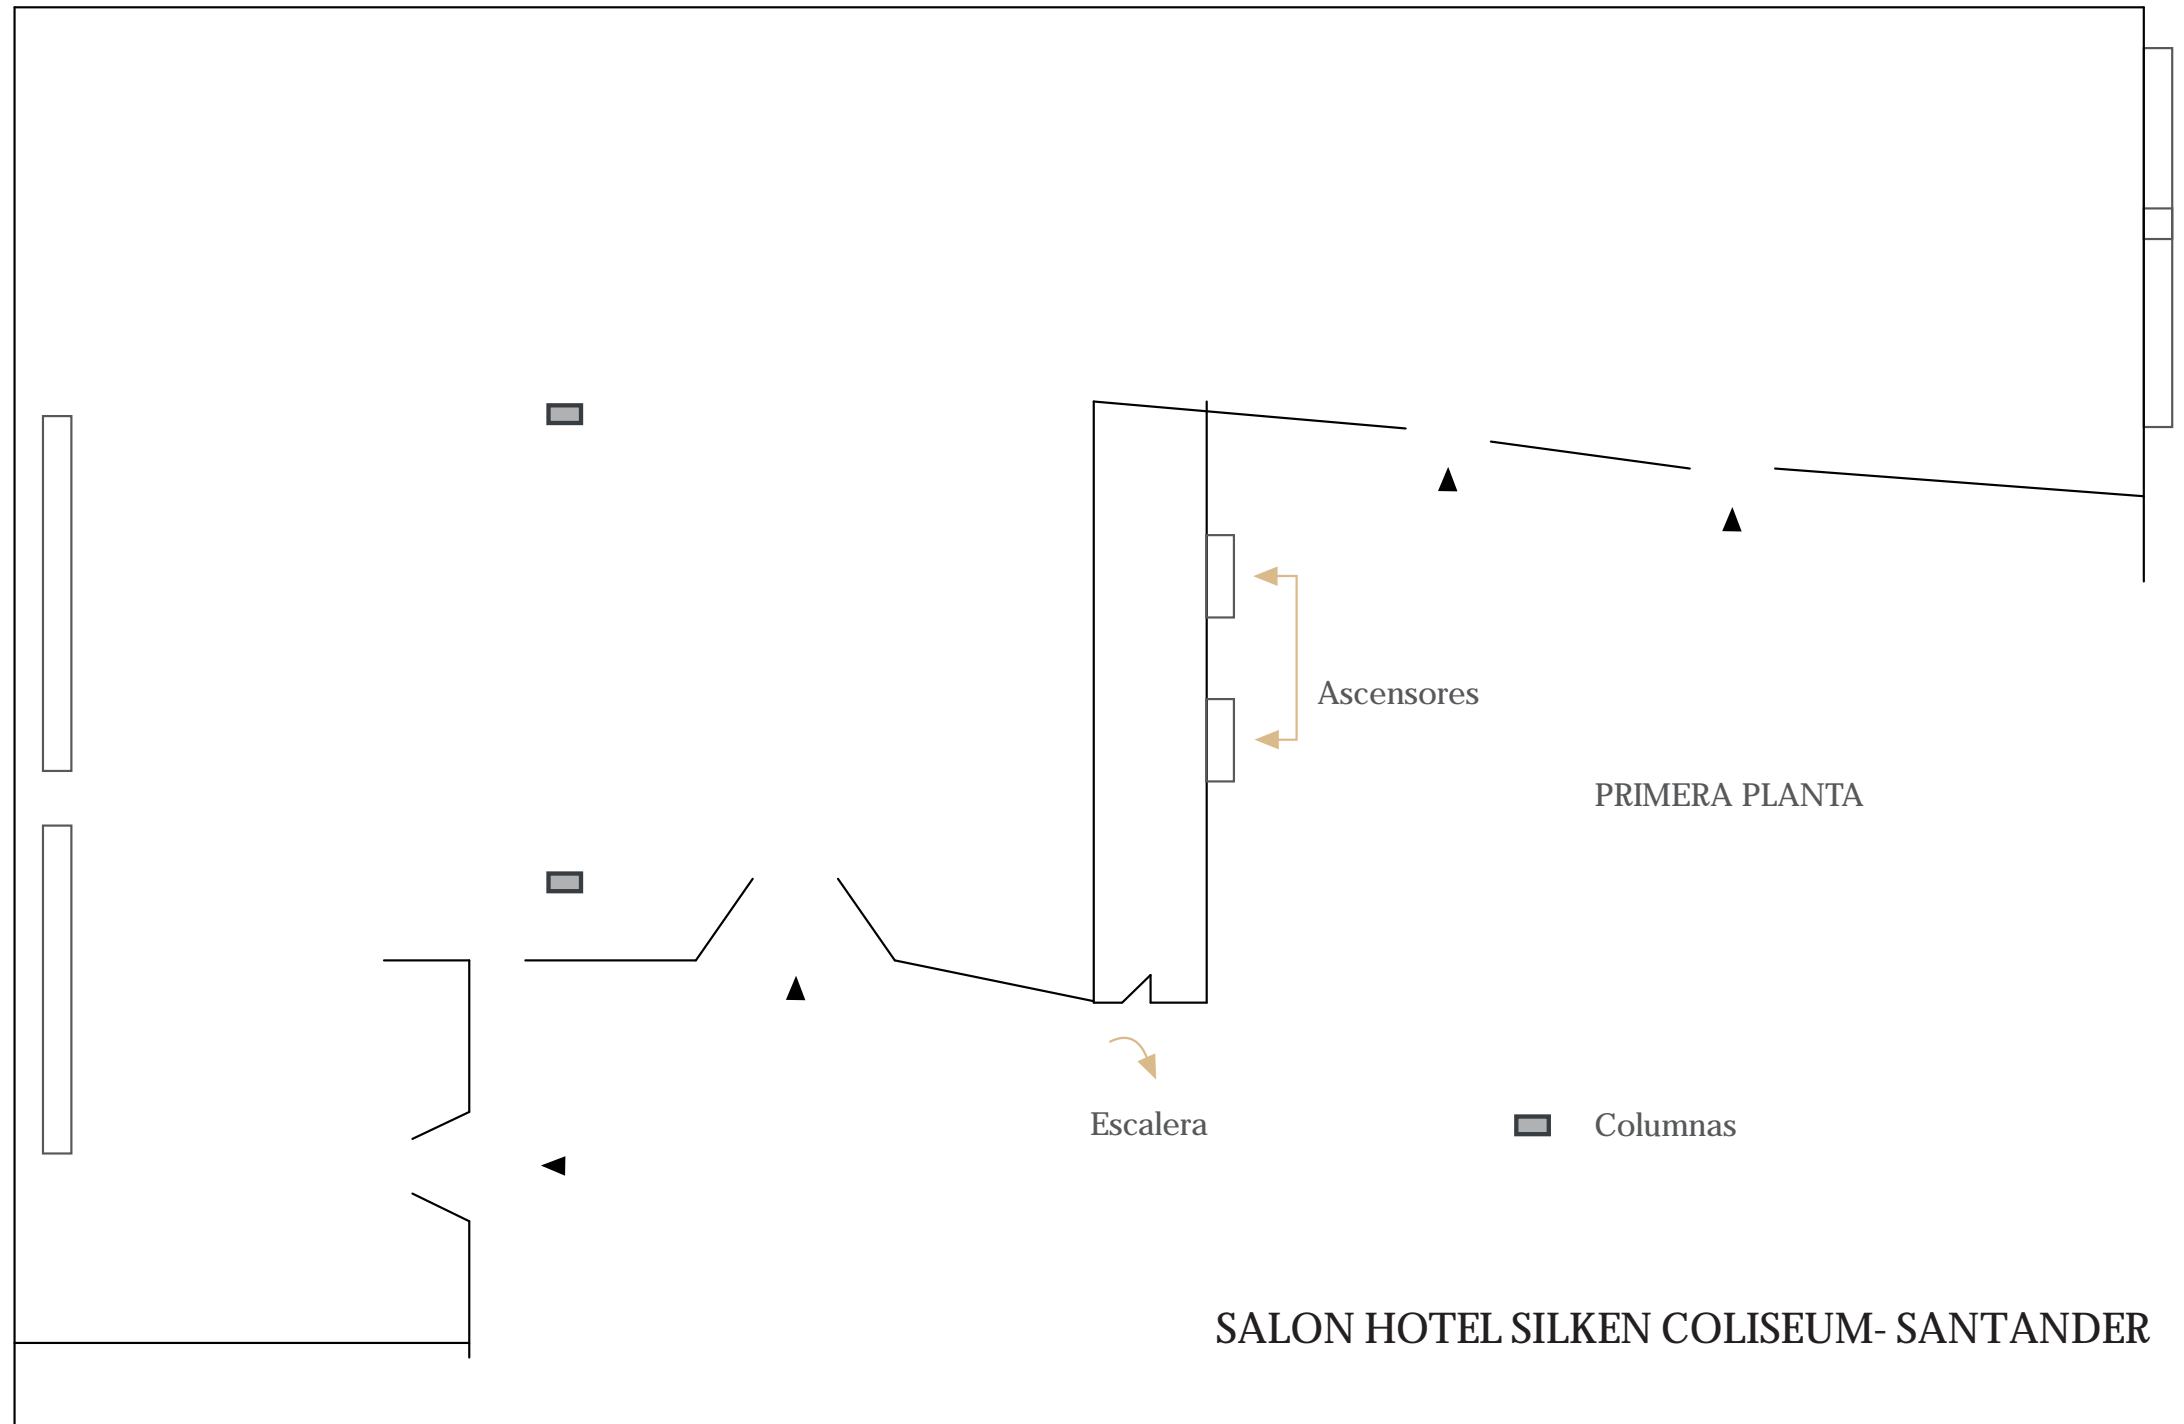 Ascensores
PRIMERA PLANTA
Escalera
Columnas
SALON HOTEL SILKEN COLISEUM- SANTANDER